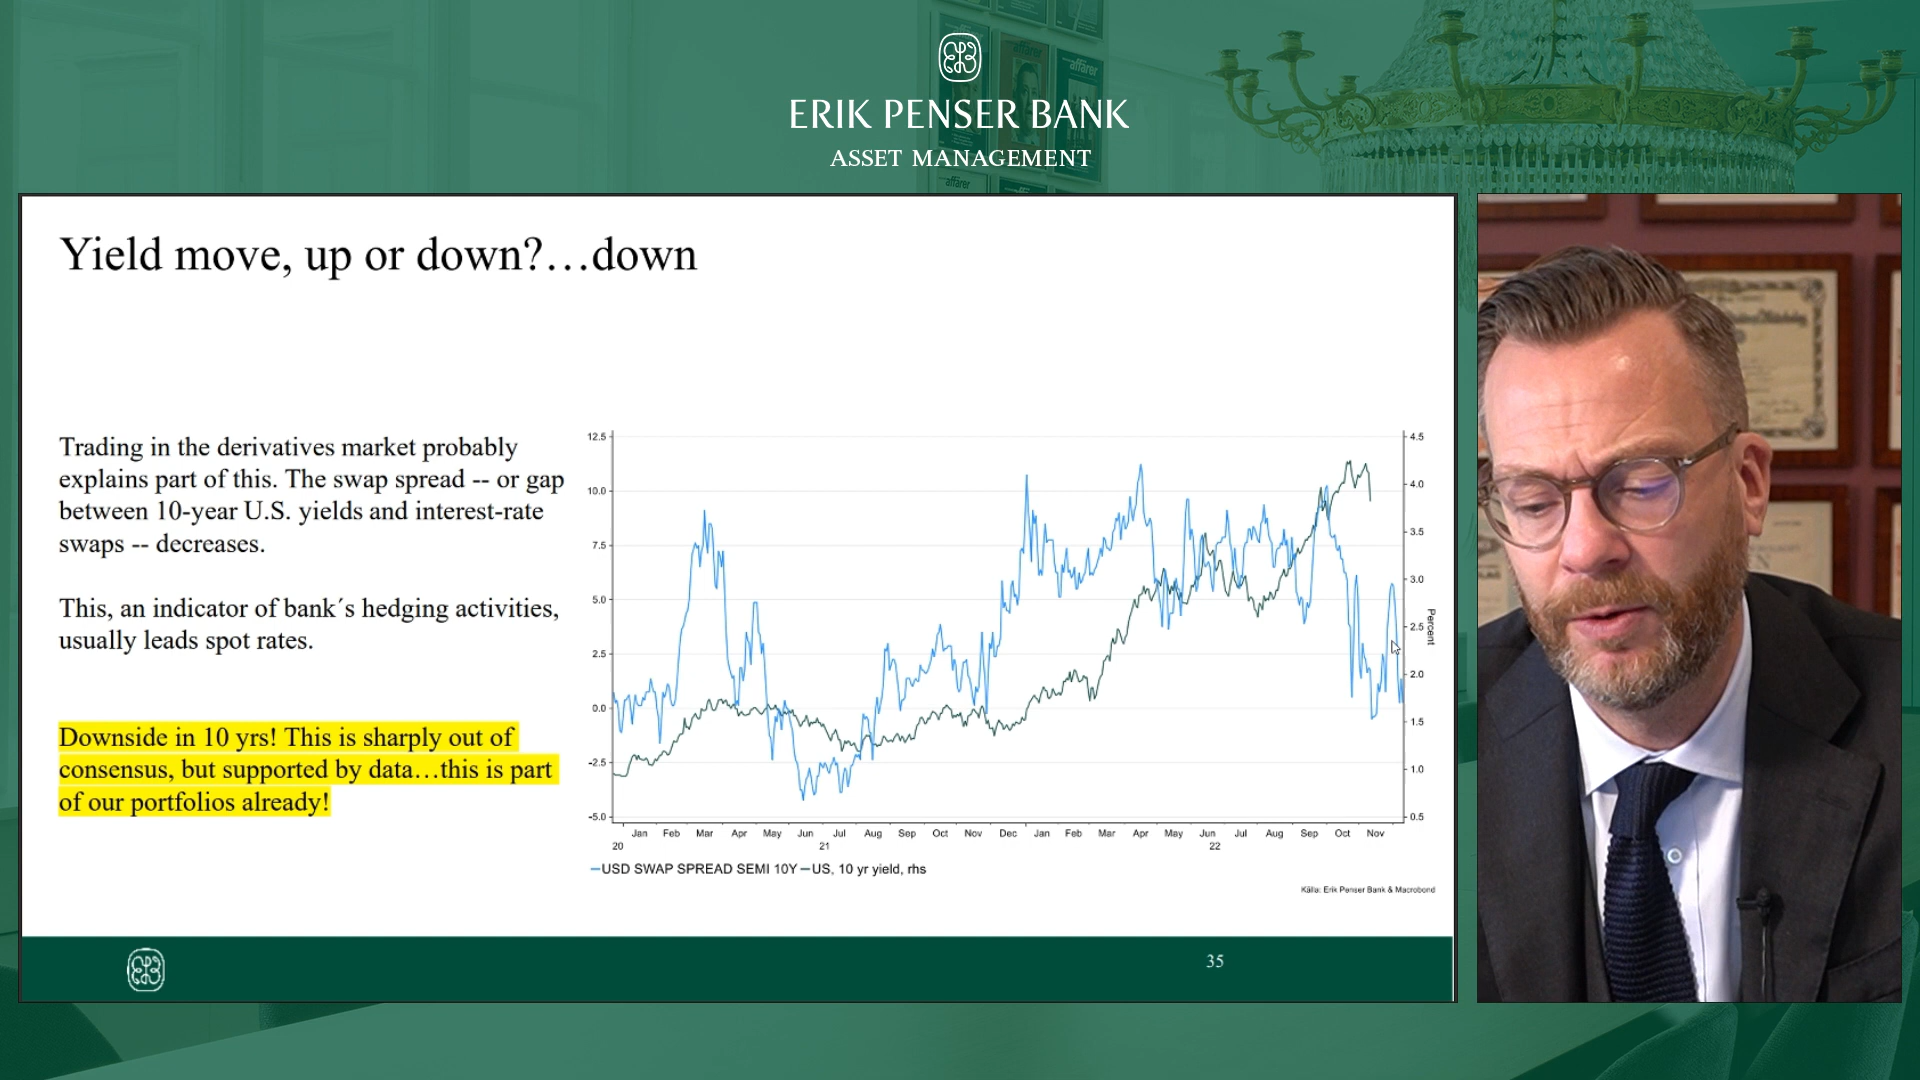 affärer
affärer
affärer
ERIK PENSER BANK
ASSET MANAGEMENT
Yield move, up or down?…down
Trading in the derivatives market probably
explains part of this. The swap spread -- or gap
between 10-year U.S. yields and interest-rate
swaps -- decreases.
This, an indicator of bank´s hedging activities,
usually leads spot rates.
Downside in 10 yrs! This is sharply out of
consensus, but supported by data…this is part
of our portfolios already!
12.5
10.0
7.5
5.0
2.5
0.0
-2.5
-5.0
4.5
4.0
3.5
3.0
2.5
2.0
1.5
1.0
0.5
Percent
Jan Feb Mar Apr May Jun Jul Aug Sep Oct Nov Dec Jan Feb Mar Apr May Jun Jul Aug Sep Oct Nov
20 21 22
USD SWAP SPREAD SEMI 10Y US, 10 yr yield, rhs
Källa: Erik Penser Bank & Macrobond
35